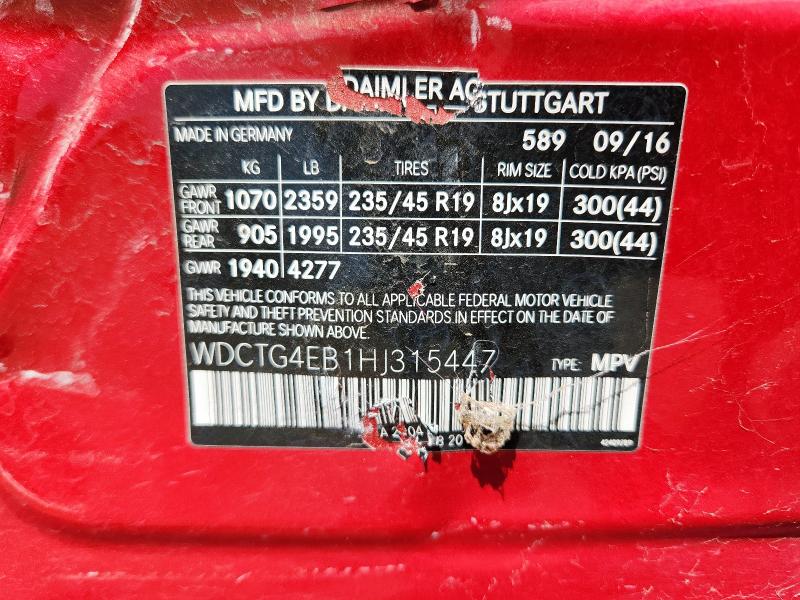 DAIMLER AG
MFD BY STUTTGART
MADE IN GERMANY 589 09/16
KG LB TIRES RIM SIZE COLD KPA (PSI)
GAWR FRONT 1070 2359 235/45 R19 8Jx19 300(44)
GAWR REAR 905 1995 235/45 R19 8Jx19 300(44)
GVWR 1940 4277
THIS VEHICLE CONFORMS TO ALL APPLICABLE FEDERAL MOTOR VEHICLE
SAFETY AND THEFT PREVENTION STANDARDS IN EFFECT ON THE DATE OF
MANUFACTURE SHOWN ABOVE.
WDCTG4EB1HJ315447 TYPE: MPV